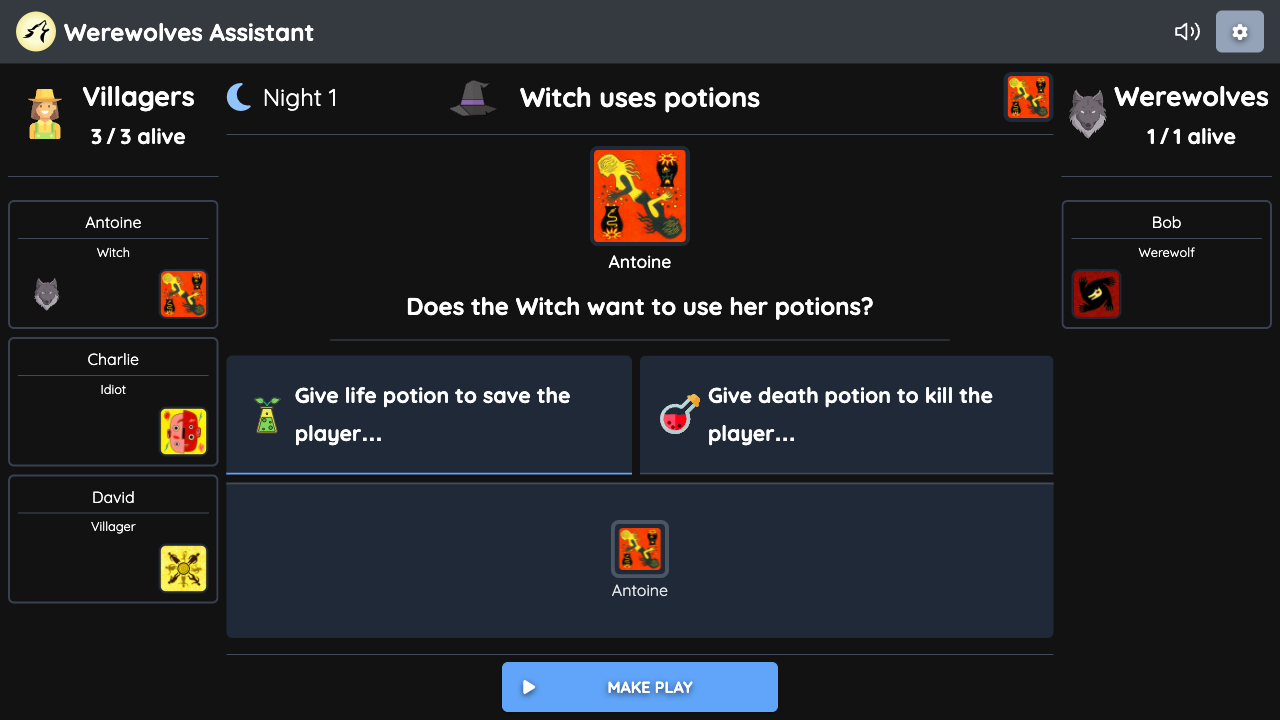 Werewolves Assistant
Villagers
3 / 3 alive
Night 1
Witch uses potions
Werewolves
1 / 1 alive
Antoine
Witch
Charlie
Idiot
David
Villager
Antoine
Does the Witch want to use her potions?
Give life potion to save the
player...
Give death potion to kill the
player...
Antoine
MAKE PLAY
Bob
Werewolf